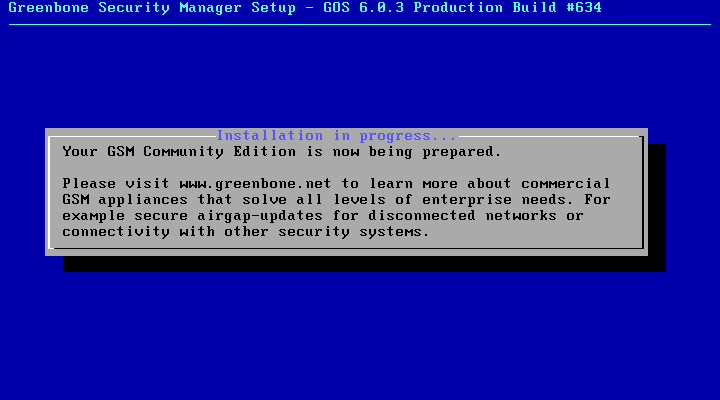 Greenbone Security Manager Setup - GOS 6.0.3 Production Build #634
Installation in progress...
Your GSM Community Edition is now being prepared.
Please visit www.greenbone.net to learn more about commercial
GSM appliances that solve all levels of enterprise needs. For
example secure airgap-updates for disconnected networks or
connectivity with other security systems.